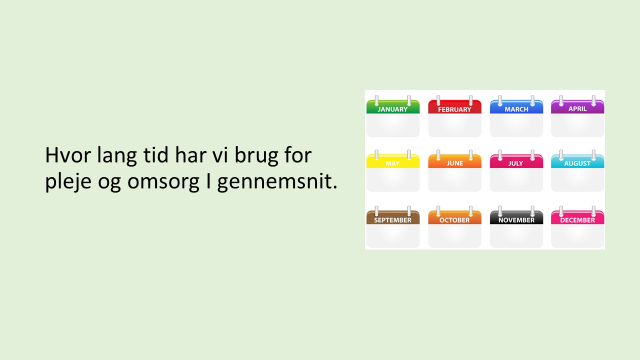 Hvor lang tid har vi brug for
pleje og omsorg I gennemsnit.
JANUARY
FEBRUARY
MARCH
APRIL
MAY
JUNE
JULY
AUGUST
SEPTEMBER
OCTOBER
NOVEMBER
DECEMBER